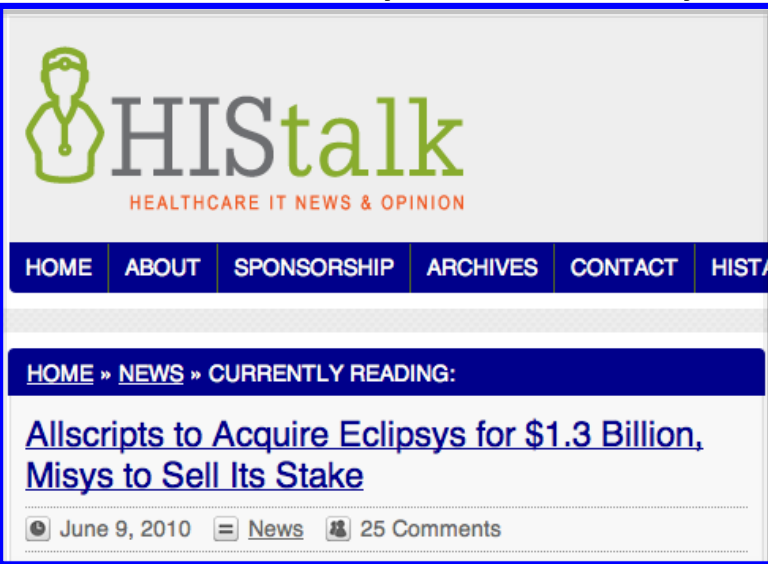 HIStalk
HEALTHCARE IT NEWS & OPINION
HOME ABOUT SPONSORSHIP ARCHIVES CONTACT
HOME » NEWS » CURRENTLY READING:
Allscripts to Acquire Eclipsys for $1.3 Billion,
Misys to Sell Its Stake
June 9, 2010 News 25 Comments